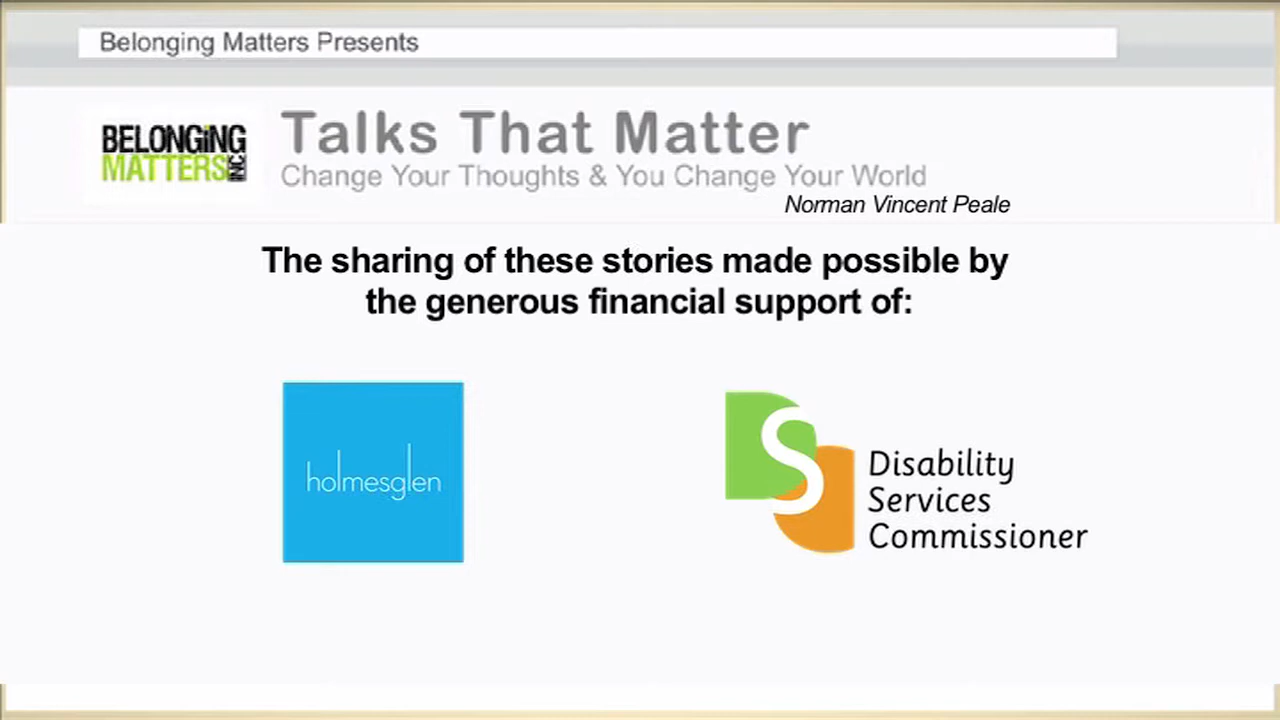 Belonging Matters Presents
BELONGiNG
MATTERS INC
Talks That Matter
Change Your Thoughts & You Change Your World
Norman Vincent Peale
The sharing of these stories made possible by
the generous financial support of:
holmesglen
DSC
Disability
Services
Commissioner